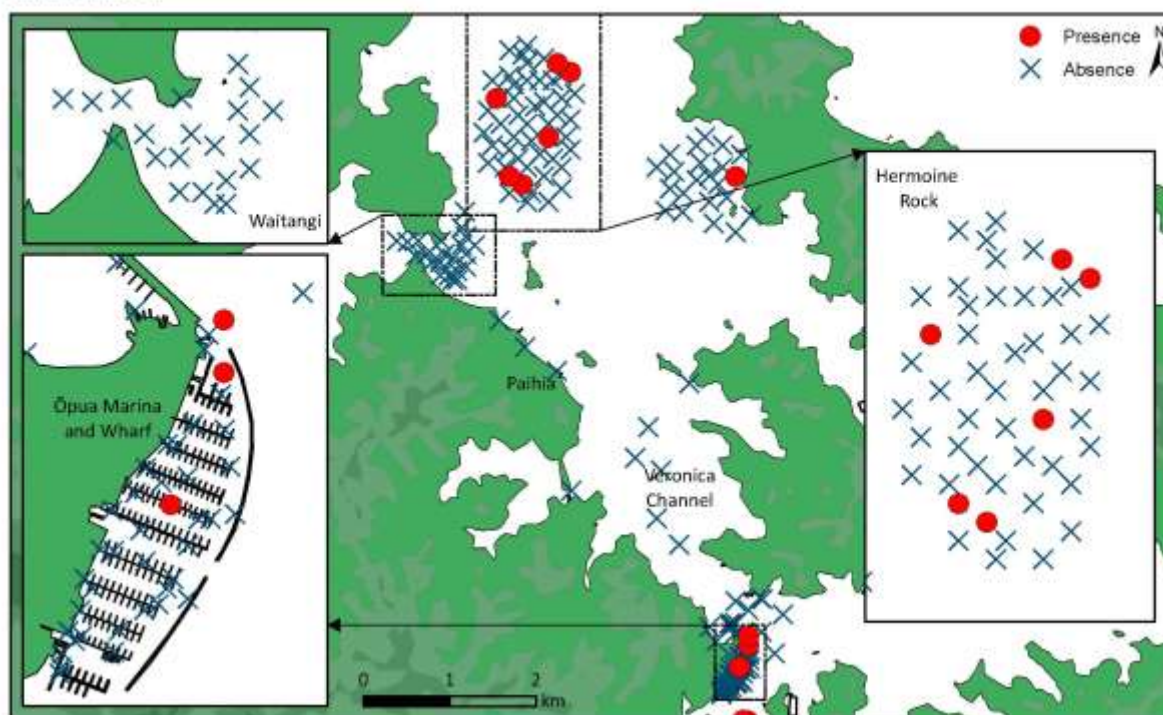 Presence
Absence
N
Waitangi
Hermoine
Rock
Ōpua Marina
and Wharf
Paihia
Veronica
Channel
0
1
2
km